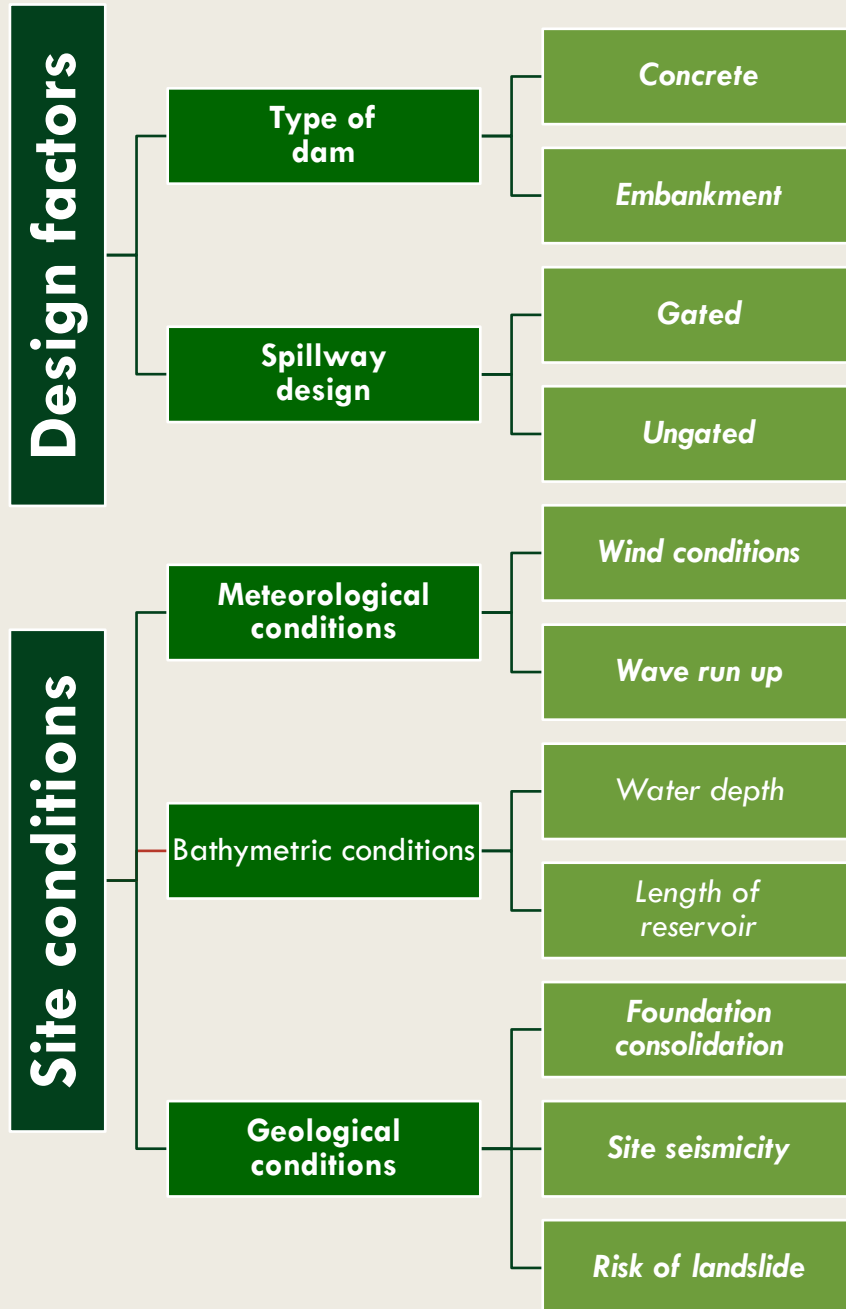 Design factors
Type of
dam
Concrete
Embankment
Spillway
design
Gated
Ungated
Site conditions
Meteorological
conditions
Wind conditions
Wave run up
Bathymetric conditions
Water depth
Length of
reservoir
Geological
conditions
Foundation
consolidation
Site seismicity
Risk of landslide